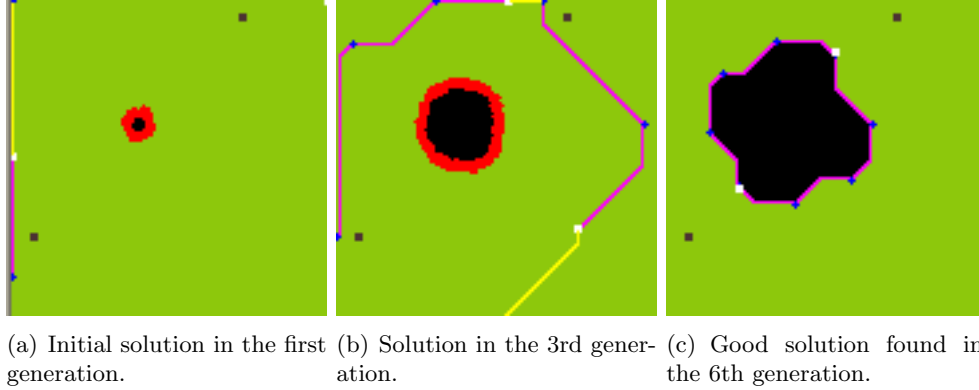 (a) Initial solution in the first generation.
(b) Solution in the 3rd gener-
ation.
(c) Good solution found in
the 6th generation.